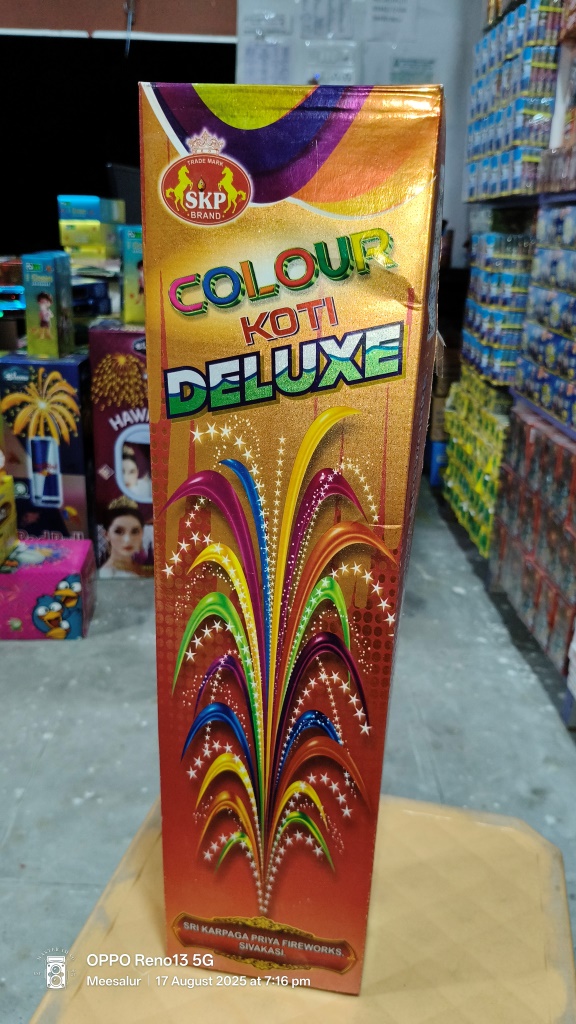 TRADE MARK
SKP
BRAND
COLOUR
KOTI
DELUXE
HAWK
SRI KARPAGA PRIYA FIREWORKS.
SIVAKASI.
OPPO Reno13 5G
Meesalur | 17 August 2025 at 7:16 pm